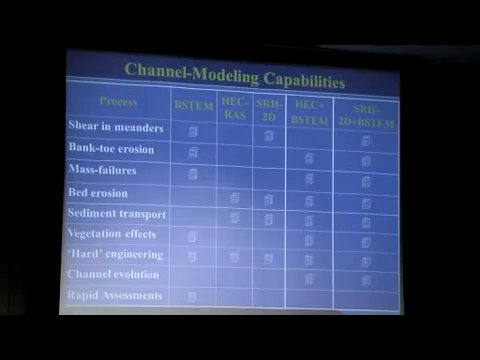 Channel-Modeling Capabilities
Process BSTEM HEC-RAS SRH-2D HEC+ BSTEM SRH-2D+BSTEM
Shear in meanders
Bank-toe erosion
Mass-failures
Bed erosion
Sediment transport
Vegetation effects
‘Hard’ engineering
Channel evolution
Rapid Assessments